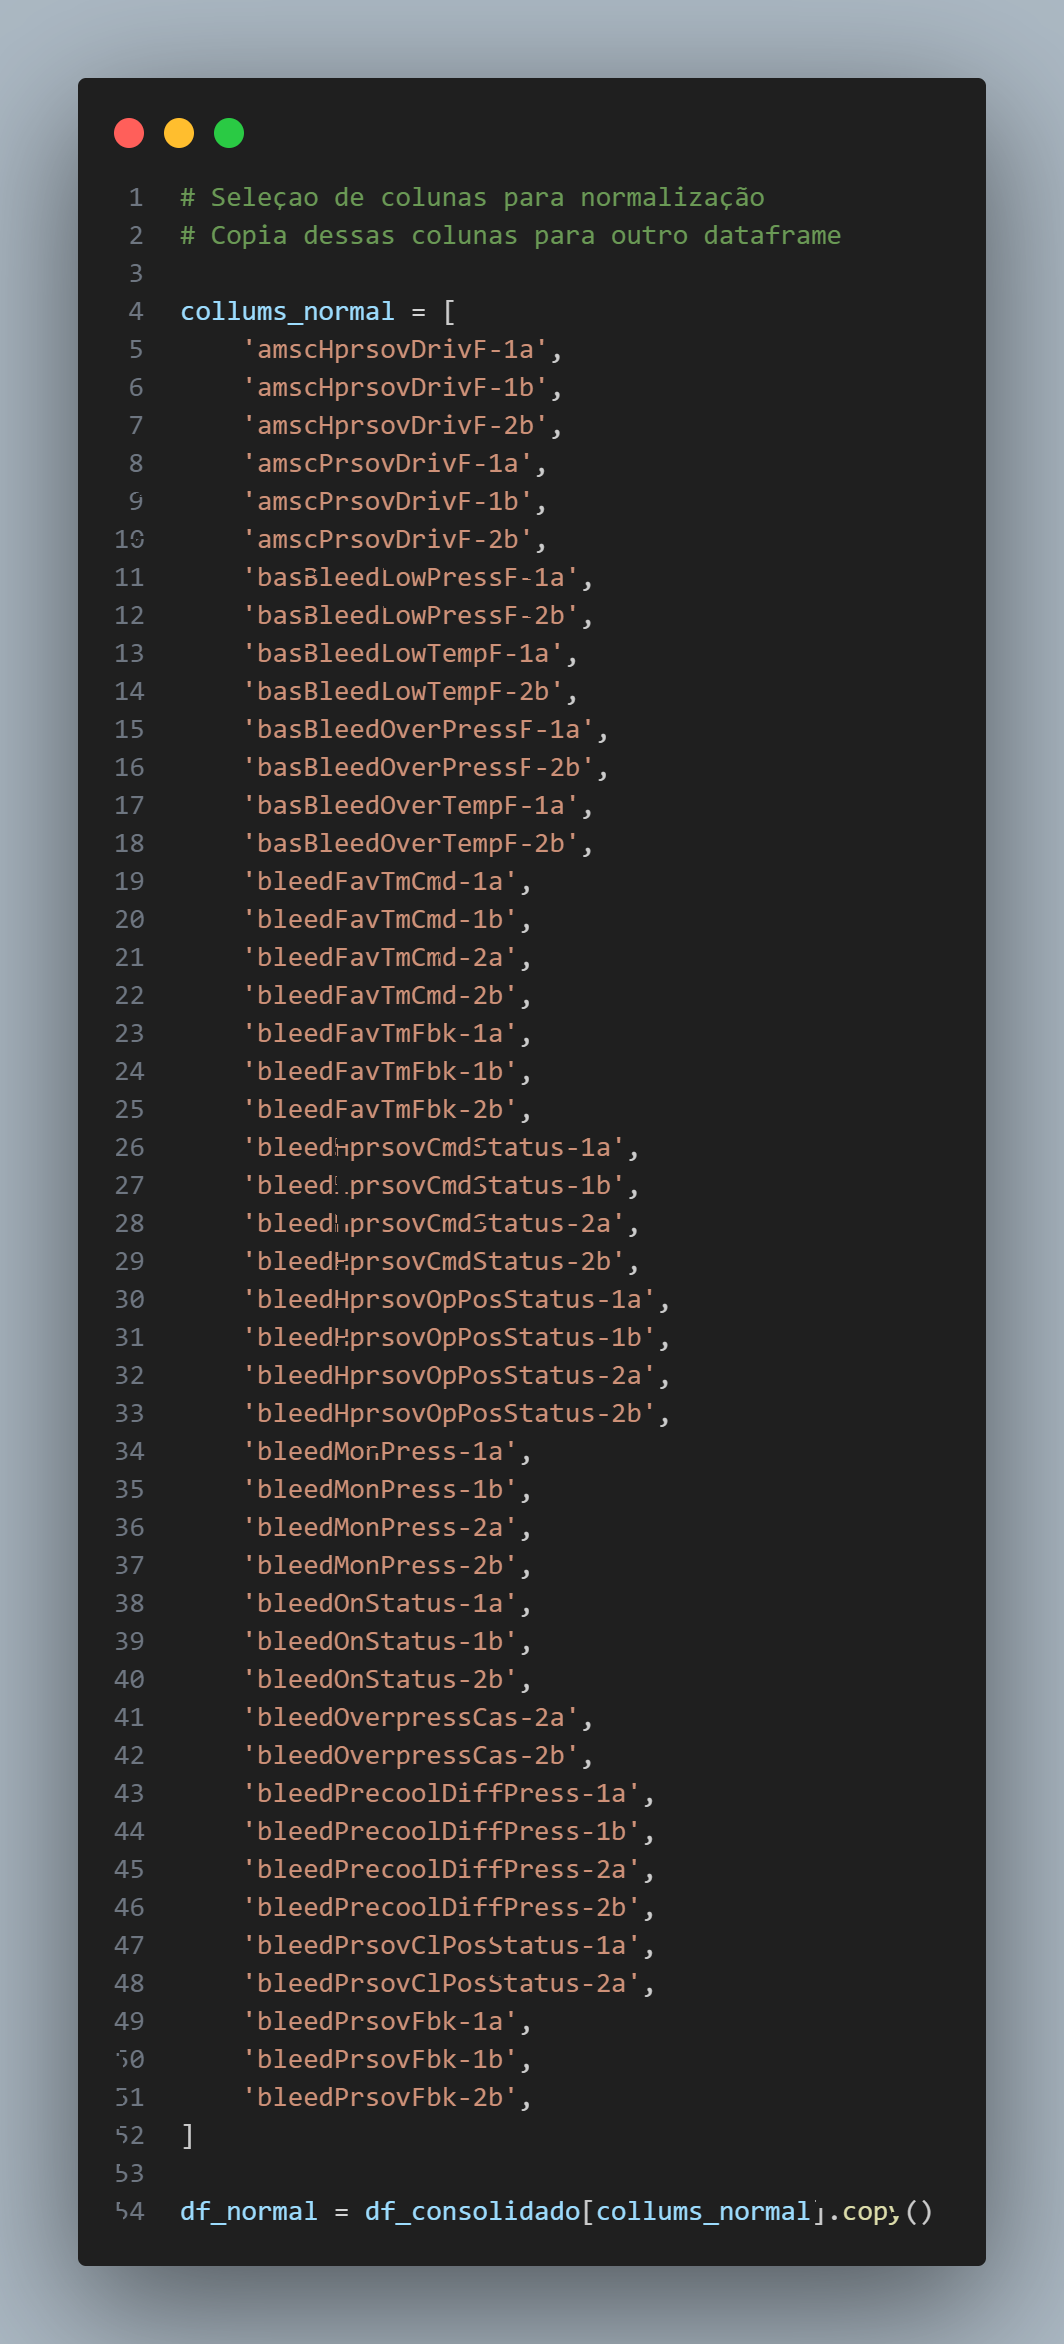 1 # Seleçao de colunas para normalização
2 # Copia dessas colunas para outro dataframe
3
4 collums_normal = [
5     'amscHprsovDrivF-1a',
6     'amscHprsovDrivF-1b',
7     'amscHprsovDrivF-2b',
8     'amscPrsovDrivF-1a',
9     'amscPrsovDrivF-1b',
10     'amscPrsovDrivF-2b',
11     'basBleedLowPressF-1a',
12     'basBleedLowPressF-2b',
13     'basBleedLowTempF-1a',
14     'basBleedLowTempF-2b',
15     'basBleedOverPressF-1a',
16     'basBleedOverPressF-2b',
17     'basBleedOverTempF-1a',
18     'basBleedOverTempF-2b',
19     'bleedFavTmCmd-1a',
20     'bleedFavTmCmd-1b',
21     'bleedFavTmCmd-2a',
22     'bleedFavTmCmd-2b',
23     'bleedFavTmFbk-1a',
24     'bleedFavTmFbk-1b',
25     'bleedFavTmFbk-2b',
26     'bleedHprsovCmdStatus-1a',
27     'bleedHprsovCmdStatus-1b',
28     'bleedHprsovCmdStatus-2a',
29     'bleedHprsovCmdStatus-2b',
30     'bleedHprsovOpPosStatus-1a',
31     'bleedHprsovOpPosStatus-1b',
32     'bleedHprsovOpPosStatus-2a',
33     'bleedHprsovOpPosStatus-2b',
34     'bleedMonPress-1a',
35     'bleedMonPress-1b',
36     'bleedMonPress-2a',
37     'bleedMonPress-2b',
38     'bleedOnStatus-1a',
39     'bleedOnStatus-1b',
40     'bleedOnStatus-2b',
41     'bleedOverpressCas-2a',
42     'bleedOverpressCas-2b',
43     'bleedPrecoolDiffPress-1a',
44     'bleedPrecoolDiffPress-1b',
45     'bleedPrecoolDiffPress-2a',
46     'bleedPrecoolDiffPress-2b',
47     'bleedPrsovClPosStatus-1a',
48     'bleedPrsovClPosStatus-2a',
49     'bleedPrsovFbk-1a',
50     'bleedPrsovFbk-1b',
51     'bleedPrsovFbk-2b',
52 ]
53
54 df_normal = df_consolidado[collums_normal].copy()